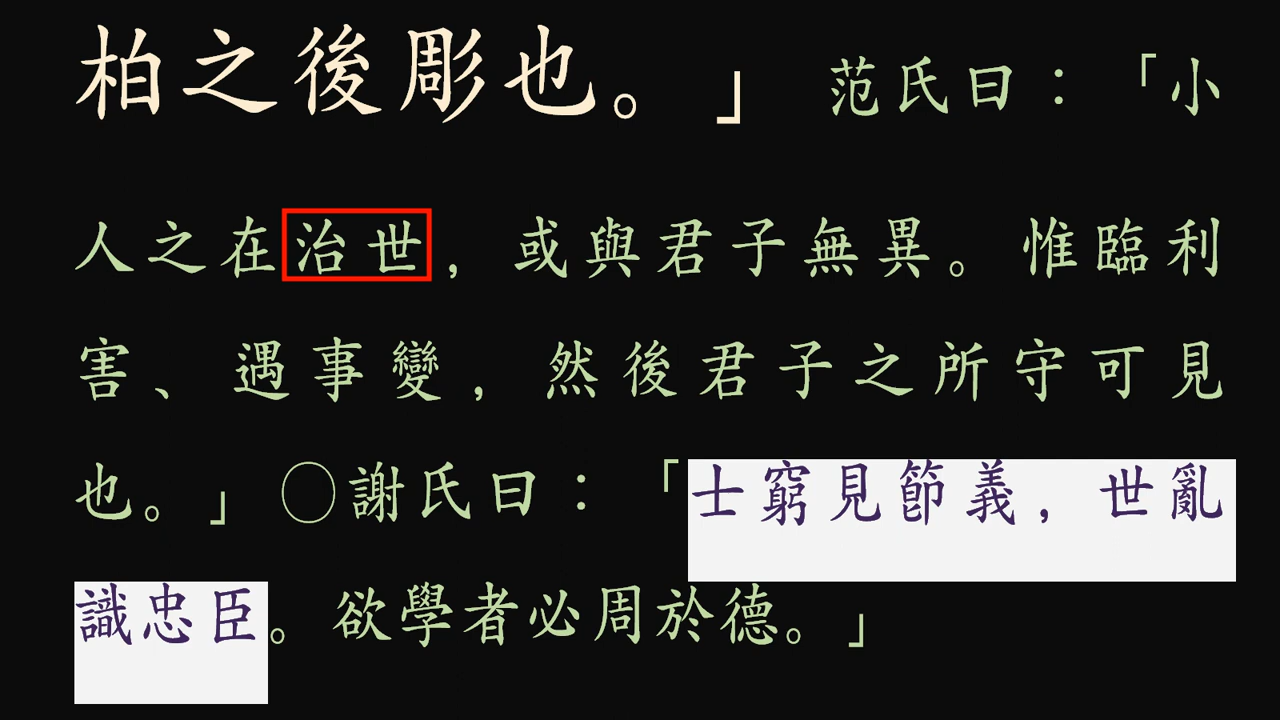 柏之後彫也。」范氏曰：「小
人之在治世，或與君子無異。惟臨利
害、遇事變，然後君子之所守可見
也。」◯謝氏曰：「士窮見節義，世亂
識忠臣。欲學者必周於德。」